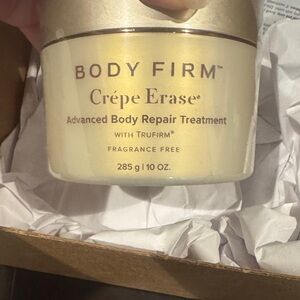 BODY FIRM™
Crépe Erase®
Advanced Body Repair Treatment
WITH TRUFIRM®
FRAGRANCE FREE
285 g | 10 OZ.